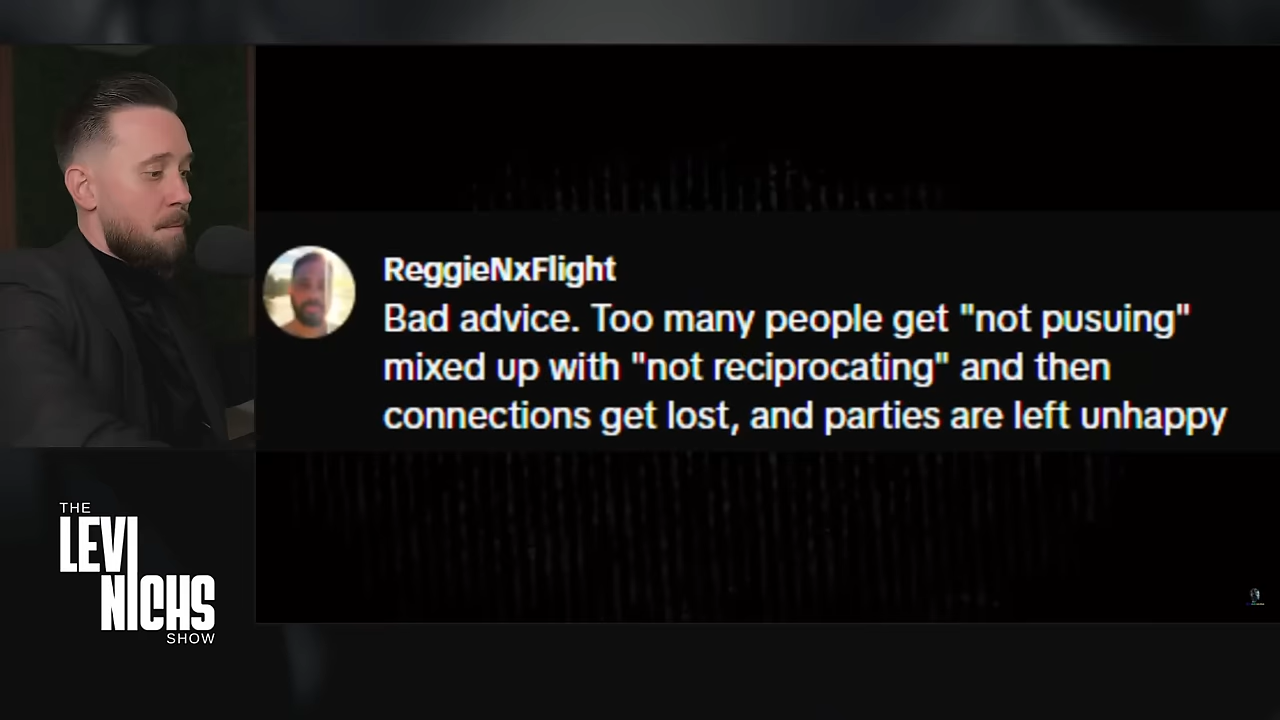 ReggieNxFlight
Bad advice. Too many people get "not pusuing"
mixed up with "not reciprocating" and then
connections get lost, and parties are left unhappy
THE
LEVI
NICHS
SHOW